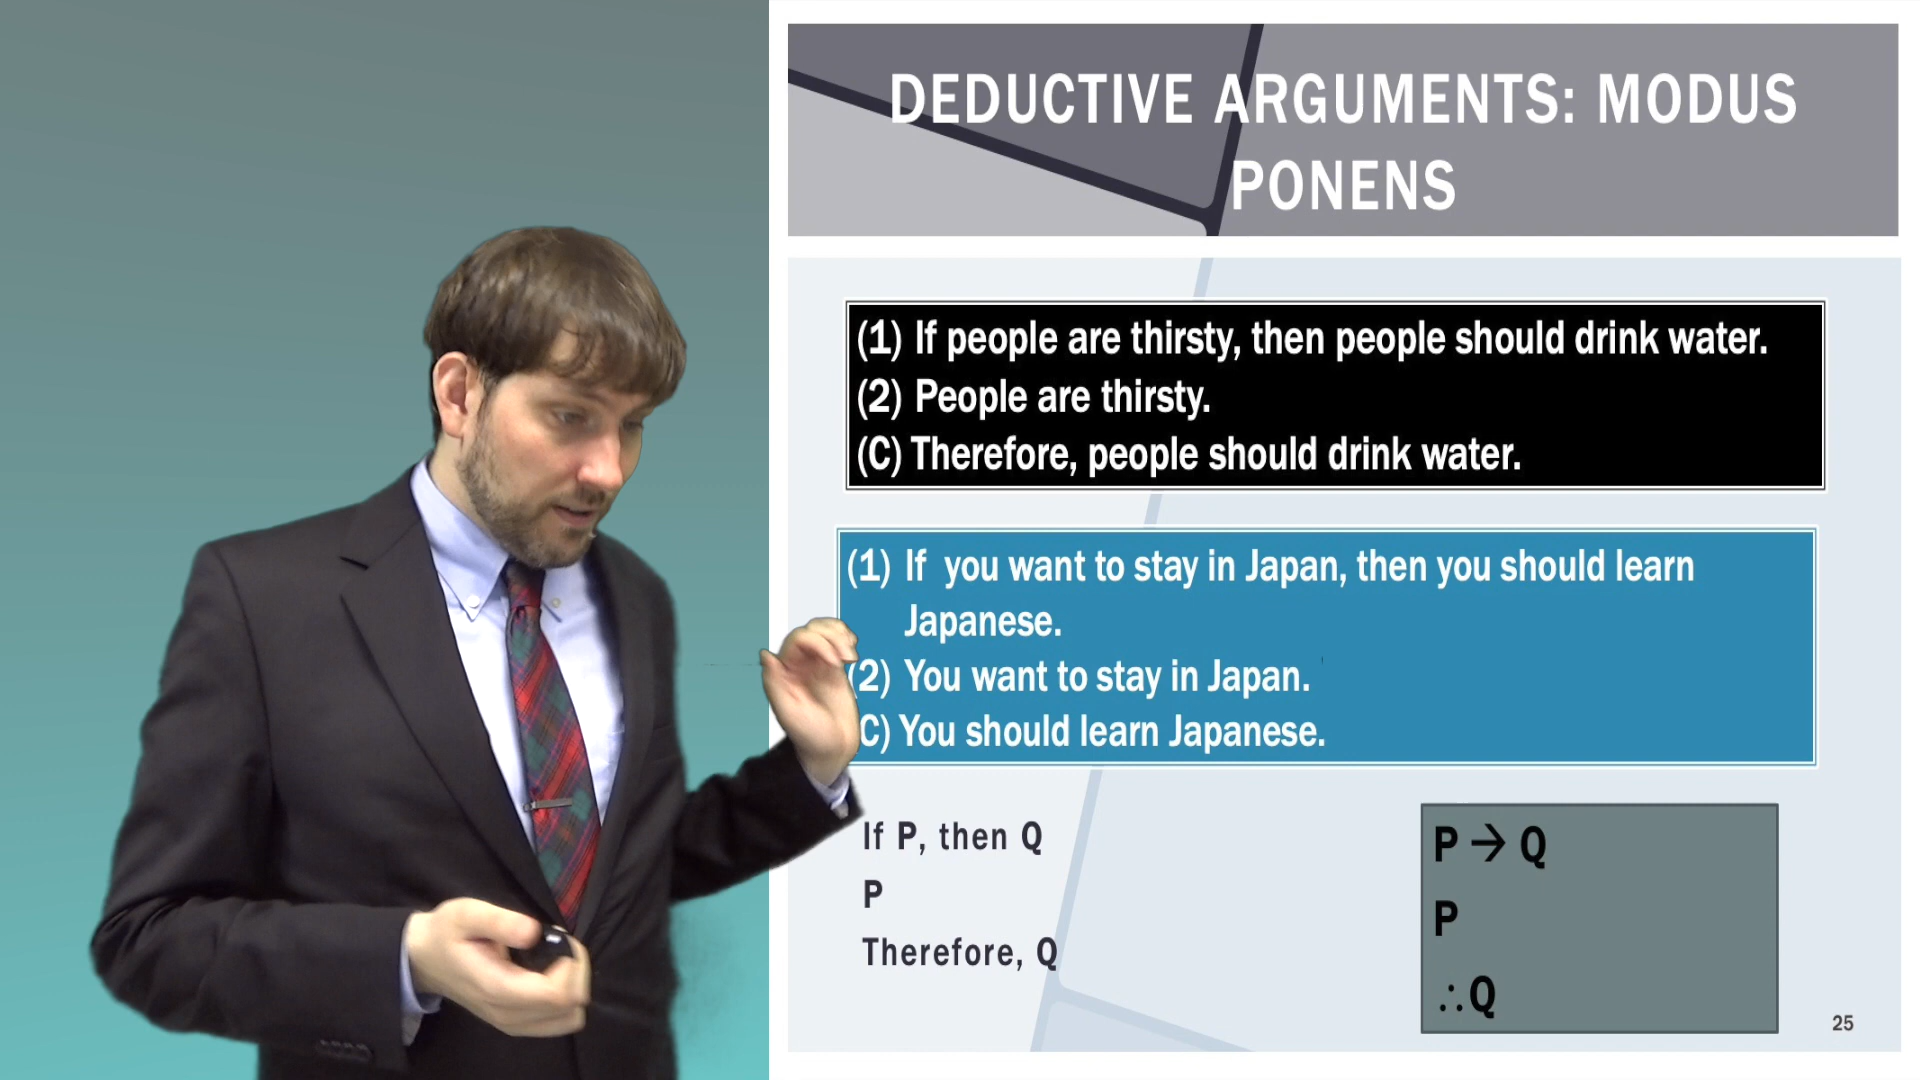 DEDUCTIVE ARGUMENTS: MODUS
PONENS
(1) If people are thirsty, then people should drink water.
(2) People are thirsty.
(C) Therefore, people should drink water.
(1) If you want to stay in Japan, then you should learn
Japanese.
(2) You want to stay in Japan.
C) You should learn Japanese.
If P, then Q
P
Therefore, Q
P → Q
P
∴Q
25